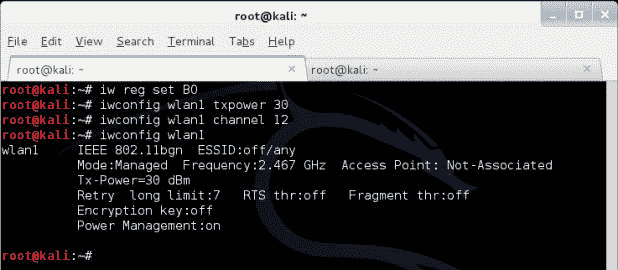 root@kali: ~
File Edit View Search Terminal Tabs Help
root@kali: ~ × root@kali: ~ ×
root@kali:~# iw reg set BO
root@kali:~# iwconfig wlan1 txpower 30
root@kali:~# iwconfig wlan1 channel 12
root@kali:~# iwconfig wlan1
wlan1 IEEE 802.11bgn ESSID:off/any
Mode:Managed Frequency:2.467 GHz Access Point: Not-Associated
Tx-Power=30 dBm
Retry long limit:7 RTS thr:off Fragment thr:off
Encryption key:off
Power Management:on
root@kali:~#